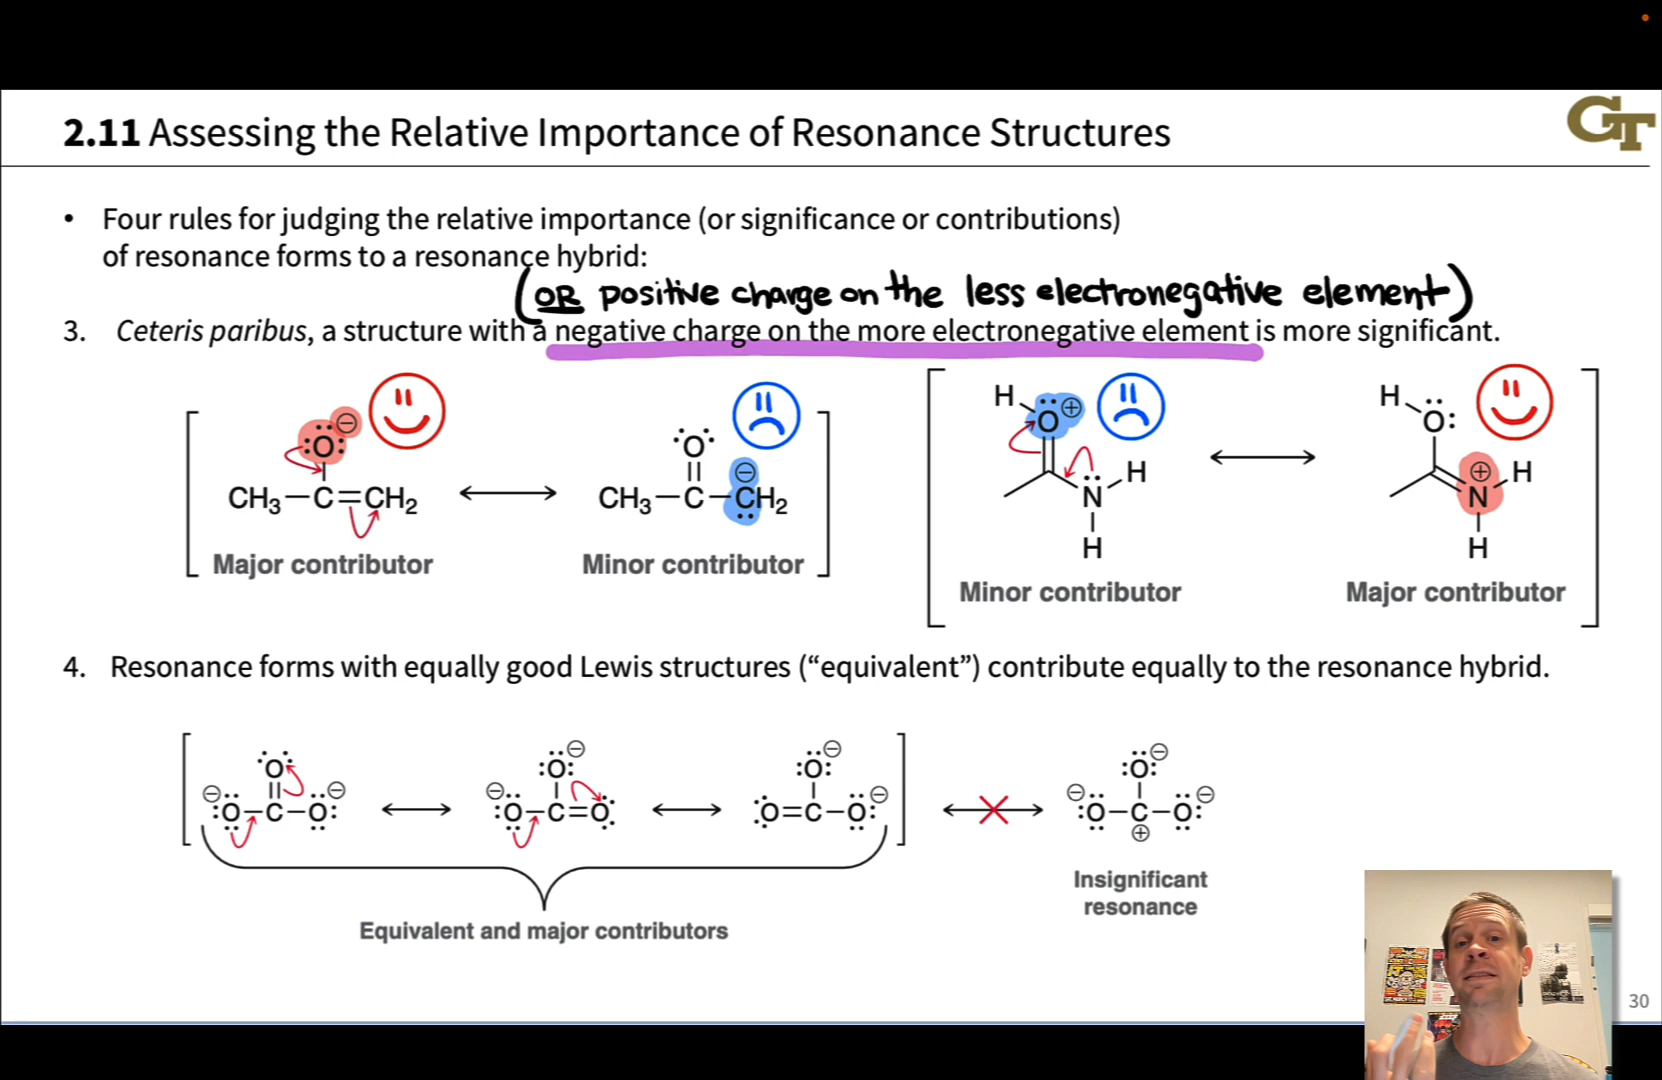 2.11 Assessing the Relative Importance of Resonance Structures
GT
• Four rules for judging the relative importance (or significance or contributions)
of resonance forms to a resonance hybrid:
(OR positive charge on the less electronegative element)
3. Ceteris paribus, a structure with a negative charge on the more electronegative element is more significant.
:O: ⊖
CH₃–C=CH₂
Major contributor
O
CH₃–C–CH₂ ⊖
Minor contributor
H
O ⊕
N H
H
Minor contributor
H
O:
⊕
N H
H
Major contributor
4. Resonance forms with equally good Lewis structures (“equivalent”) contribute equally to the resonance hybrid.
O
⊖ :O–C–O: ⊖
:O: ⊖
⊖ :O–C=O
:O: ⊖
O=C–O: ⊖
:O: ⊖
⊖ :O–C–O: ⊖
⊕
Equivalent and major contributors
Insignificant
resonance
30